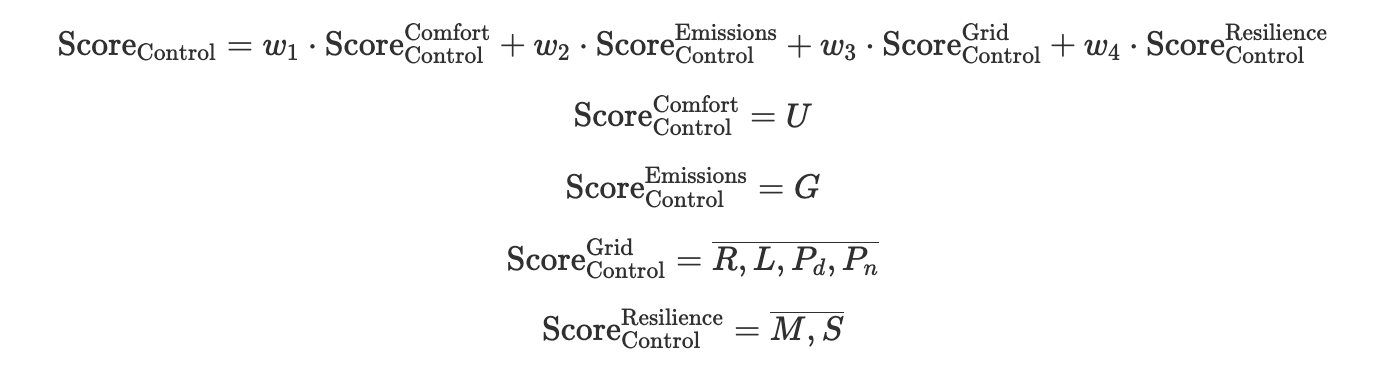 Score_Control = w_1 · Score_Control^Comfort + w_2 · Score_Control^Emissions + w_3 · Score_Control^Grid + w_4 · Score_Control^Resilience
Score_Control^Comfort = U
Score_Control^Emissions = G
Score_Control^Grid = \overline{R, L, P_d, P_n}
Score_Control^Resilience = \overline{M, S}